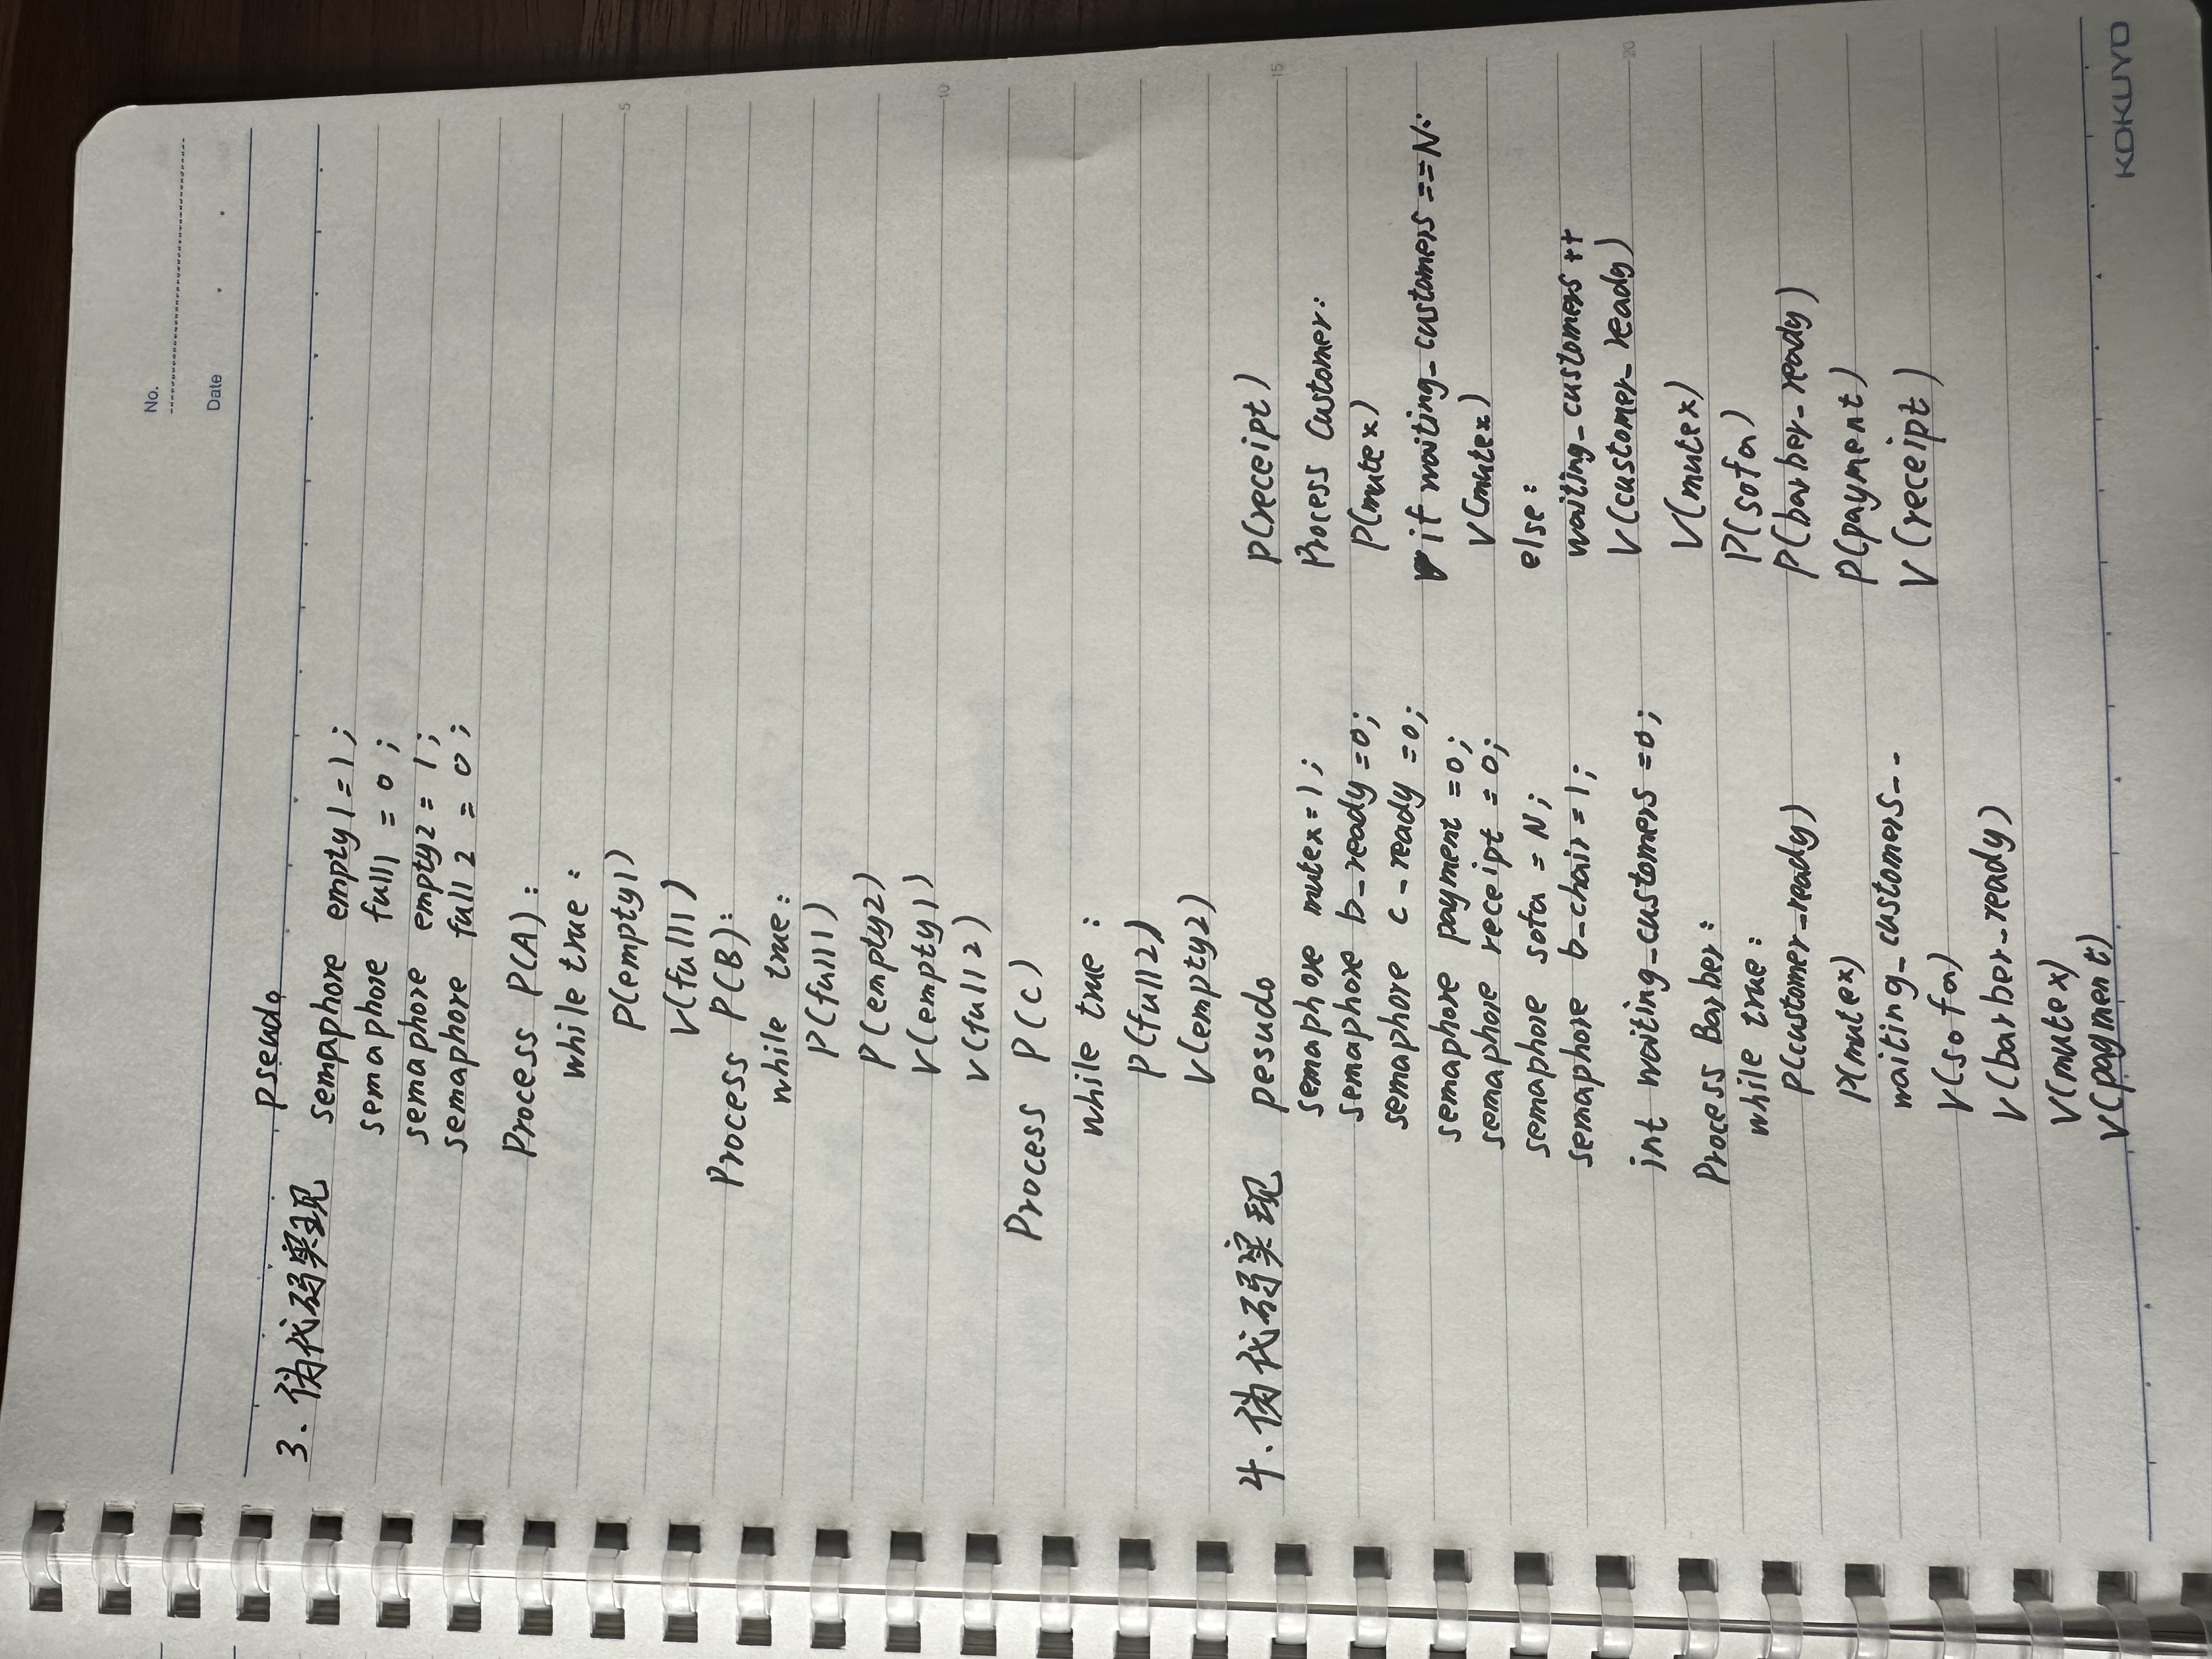 No.
Date
pseudo
3. 伪代码实现
semaphore empty1=1;
semaphore full1 = 0;
semaphore empty2 = 1;
semaphore full2 = 0;
Process P(A):
while true:
P(empty1)
V(full1)
Process P(B):
while true:
P(full1)
P(empty2)
V(empty1)
V(full2)
Process P(C)
while true:
P(full2)
V(empty2)
4. 伪代码实现 pesudo
semaphore mutex=1;
semaphore b_ready=0;
semaphore c_ready=0;
semaphore payment=0;
semaphore receipt = 0;
semaphore sofa = N;
semaphore b_chair=1;
int waiting_customers=0;
Process Barber:
while true:
P(customer_ready)
P(mutex)
waiting_customers--
V(sofa)
V(barber_ready)
V(mutex)
V(payment)
P(receipt)
Process Customer:
P(mutex)
if waiting_customers==N:
V(mutex)
else:
waiting_customers++
V(customer_ready)
V(mutex)
P(sofa)
P(barber_ready)
P(payment)
V(receipt)
5
10
15
20
KOKUYO